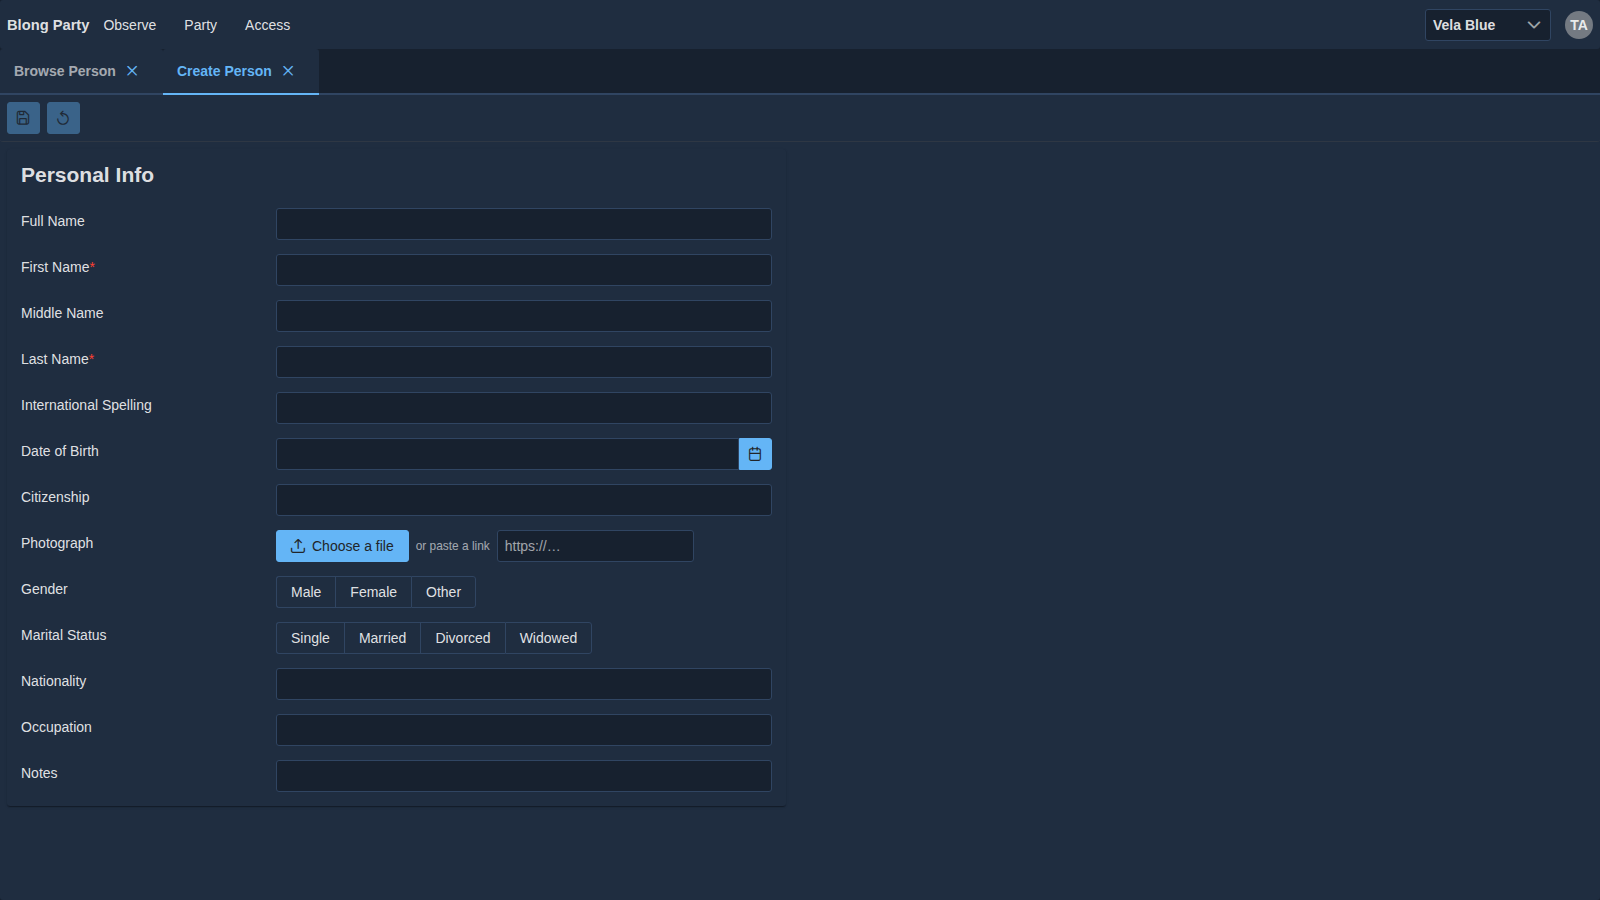 Blong Party Observe Party Access Vela Blue TA
Browse Person Create Person
Personal Info
Full Name
First Name*
Middle Name
Last Name*
International Spelling
Date of Birth
Citizenship
Photograph Choose a file or paste a link https://…
Gender Male Female Other
Marital Status Single Married Divorced Widowed
Nationality
Occupation
Notes